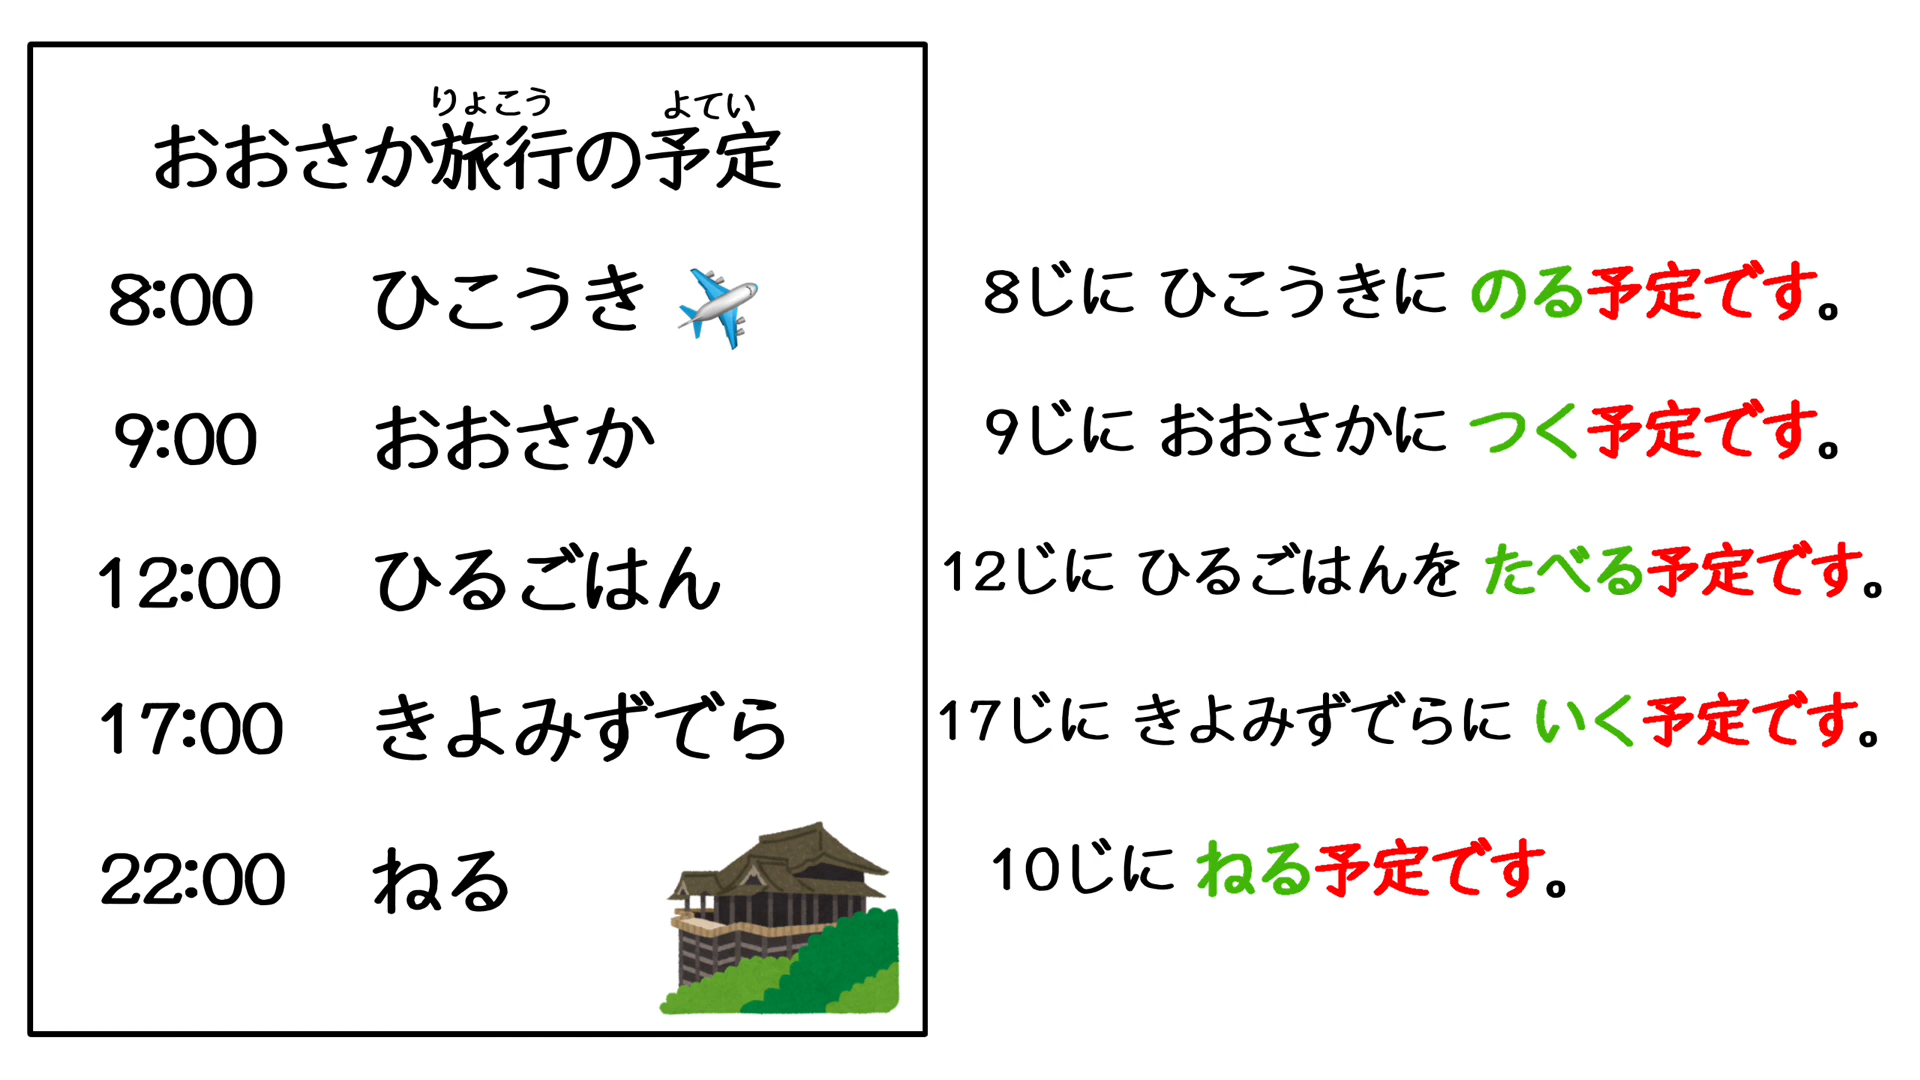 りょこう よてい
おおさか旅行の予定
8:00 ひこうき
8じに ひこうきに のる予定です。
9:00 おおさか
9じに おおさかに つく予定です。
12:00 ひるごはん
12じに ひるごはんを たべる予定です。
17:00 きよみずでら
17じに きよみずでらに いく予定です。
22:00 ねる
10じに ねる予定です。